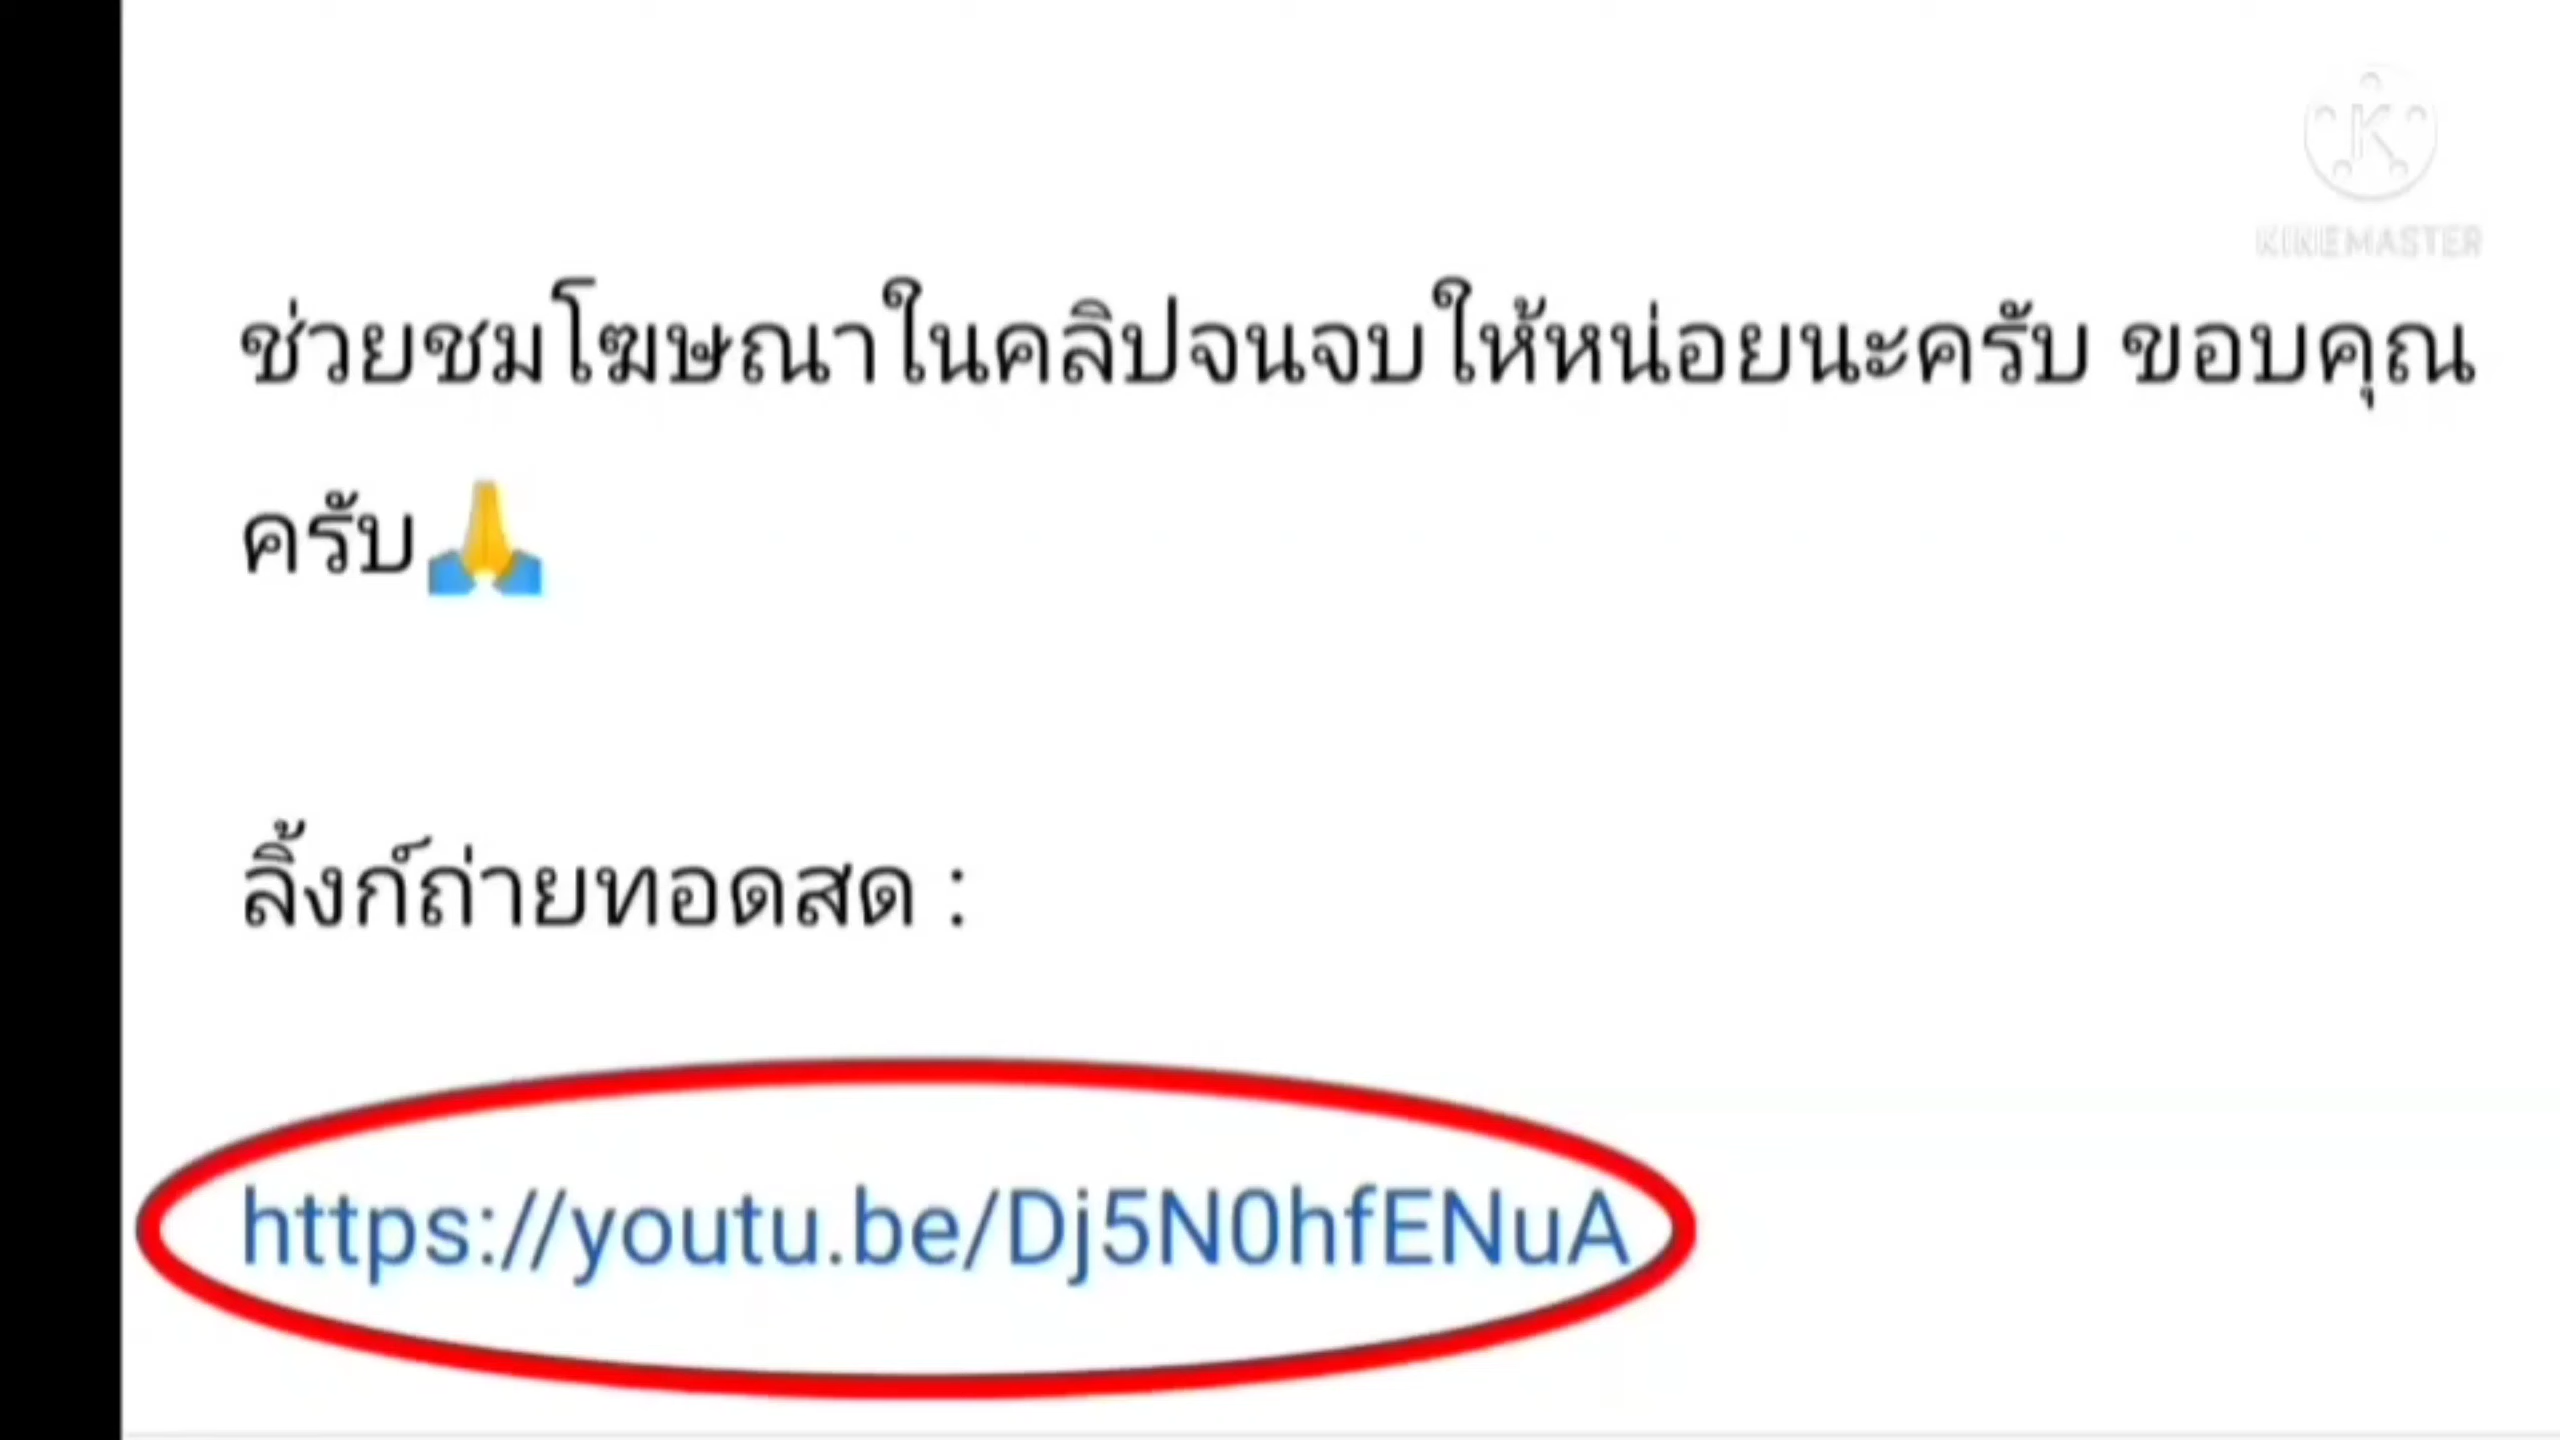 KINEMASTER
ช่วยชมโฆษณาในคลิปจนจบให้หน่อยนะครับ ขอบคุณ
ครับ🙏
ลิ้งก์ถ่ายทอดสด :
https://youtu.be/Dj5N0hfENuA